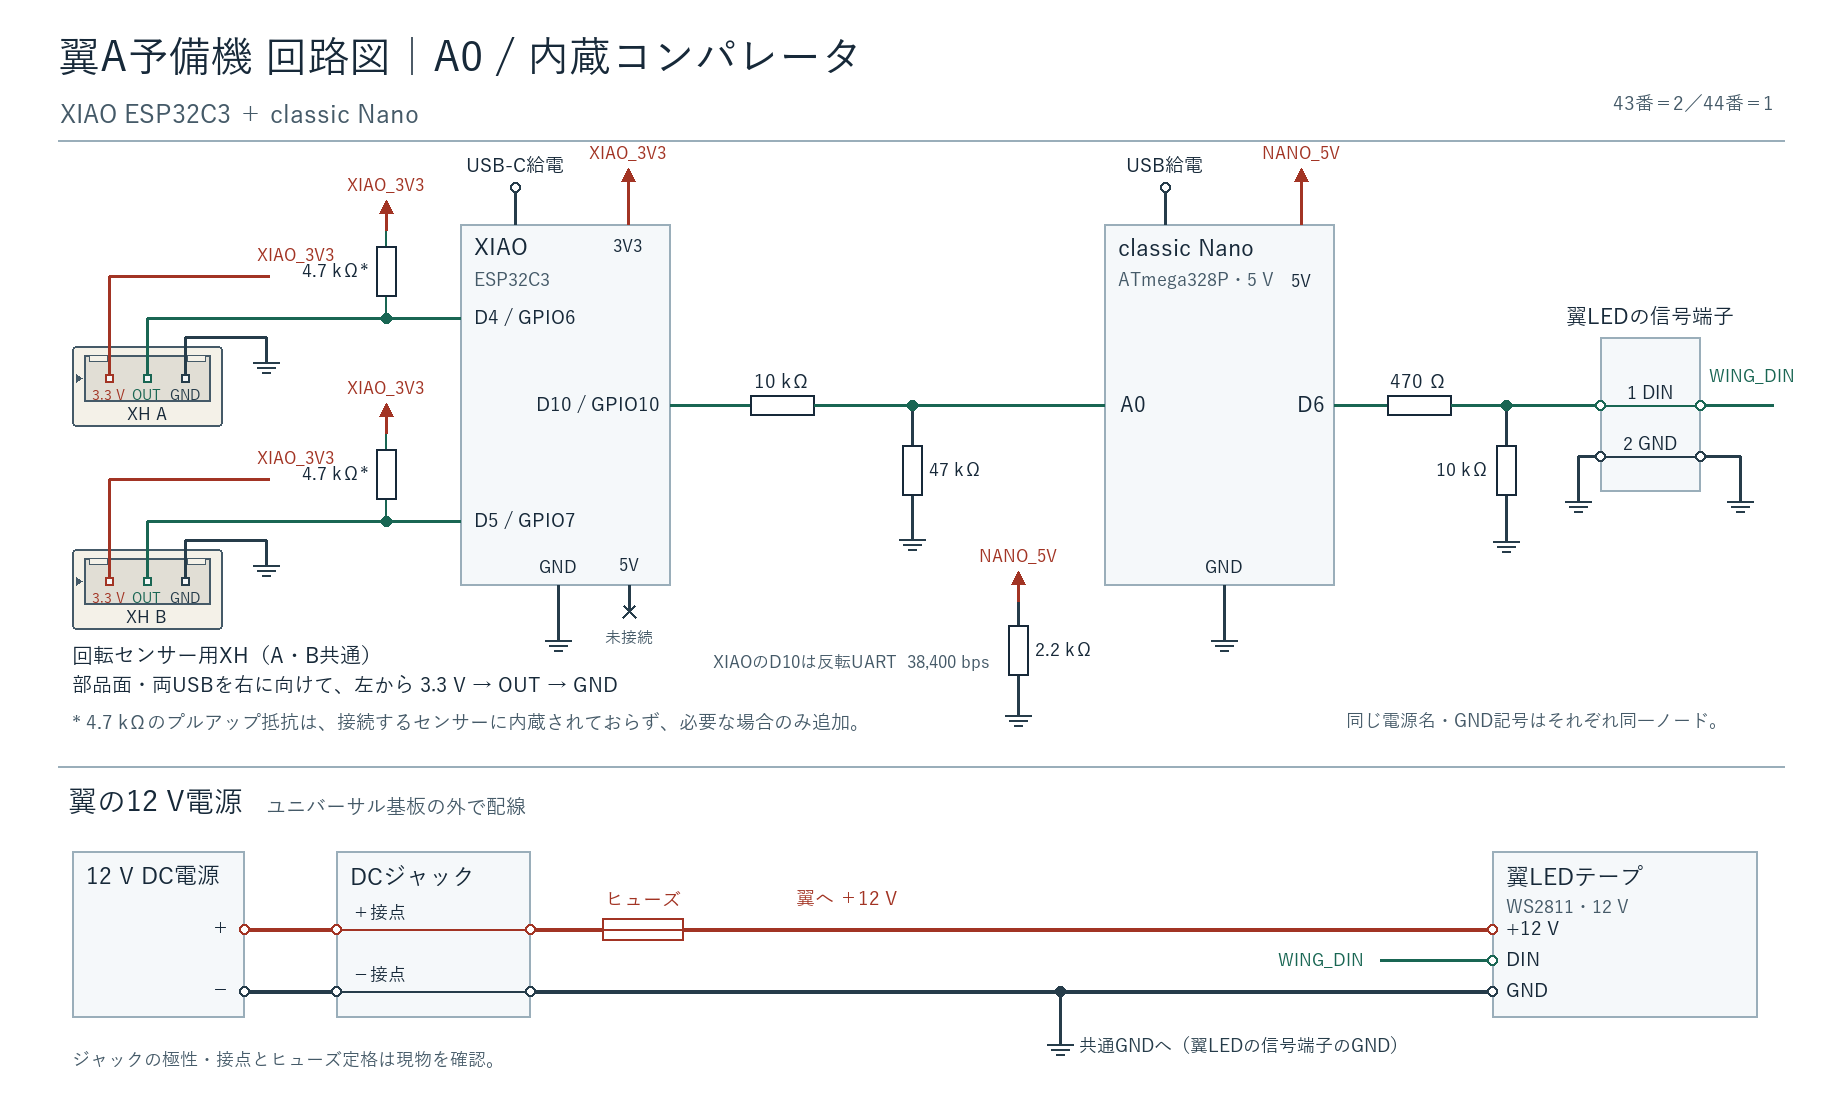 翼A予備機 回路図｜A0 / 内蔵コンパレータ
XIAO ESP32C3 ＋ classic Nano
43番＝2／44番＝1
USB-C給電
XIAO_3V3
USB給電
NANO_5V
XIAO_3V3
XIAO_3V3
4.7 kΩ*
XIAO
3V3
ESP32C3
D4 / GPIO6
D10 / GPIO10
D5 / GPIO7
GND
5V
未接続
3.3 V OUT GND
XH A
XIAO_3V3
XIAO_3V3
4.7 kΩ*
3.3 V OUT GND
XH B
10 kΩ
47 kΩ
classic Nano
ATmega328P・5 V
5V
A0
D6
GND
470 Ω
10 kΩ
翼LEDの信号端子
1 DIN
2 GND
WING_DIN
NANO_5V
2.2 kΩ
XIAOのD10は反転UART 38,400 bps
回転センサー用XH（A・B共通）
部品面・両USBを右に向けて、左から 3.3 V → OUT → GND
* 4.7 kΩのプルアップ抵抗は、接続するセンサーに内蔵されておらず、必要な場合のみ追加。
同じ電源名・GND記号はそれぞれ同一ノード。
翼の12 V電源
ユニバーサル基板の外で配線
12 V DC電源
＋
−
DCジャック
＋接点
−接点
ヒューズ
翼へ ＋12 V
翼LEDテープ
WS2811・12 V
+12 V
WING_DIN
DIN
GND
共通GNDへ（翼LEDの信号端子のGND）
ジャックの極性・接点とヒューズ定格は現物を確認。